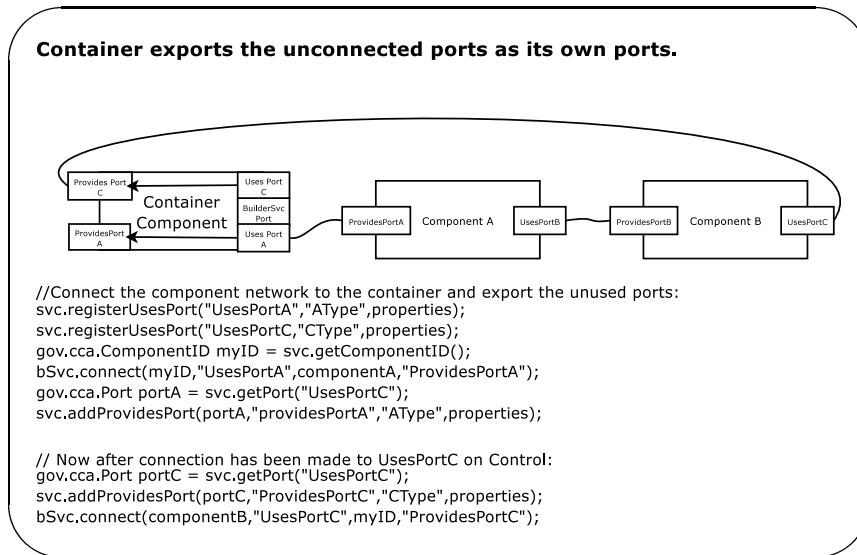 Container exports the unconnected ports as its own ports.
Provides Port
C
Uses Port
C
Container
Component
BuilderSvc
Port
ProvidesPort
A
Uses Port
A
ProvidesPortA
Component A
UsesPortB
ProvidesPortB
Component B
UsesPortC
//Connect the component network to the container and export the unused ports:
svc.registerUsesPort("UsesPortA","AType",properties);
svc.registerUsesPort("UsesPortC,"CType",properties);
gov.cca.ComponentID myID = svc.getComponentID();
bSvc.connect(myID,"UsesPortA",componentA,"ProvidesPortA");
gov.cca.Port portA = svc.getPort("UsesPortC");
svc.addProvidesPort(portA,"providesPortA","AType",properties);
// Now after connection has been made to UsesPortC on Control:
gov.cca.Port portC = svc.getPort("UsesPortC");
svc.addProvidesPort(portC,"ProvidesPortC","CType",properties);
bSvc.connect(componentB,"UsesPortC",myID,"ProvidesPortC");